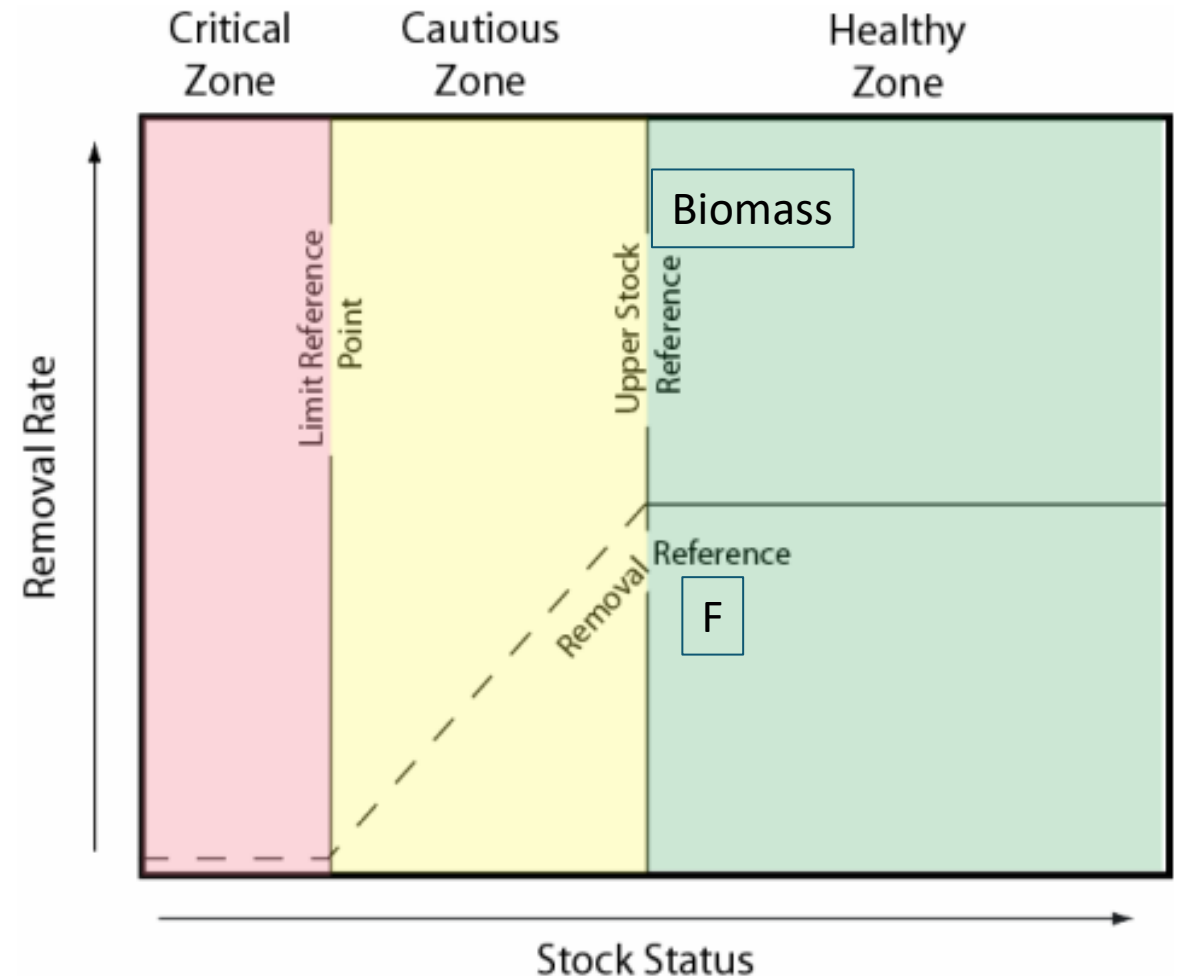 Critical
Zone
Cautious
Zone
Healthy
Zone
Removal Rate
Limit Reference
Point
Upper Stock
Reference
Biomass
Removal
Reference
F
Stock Status